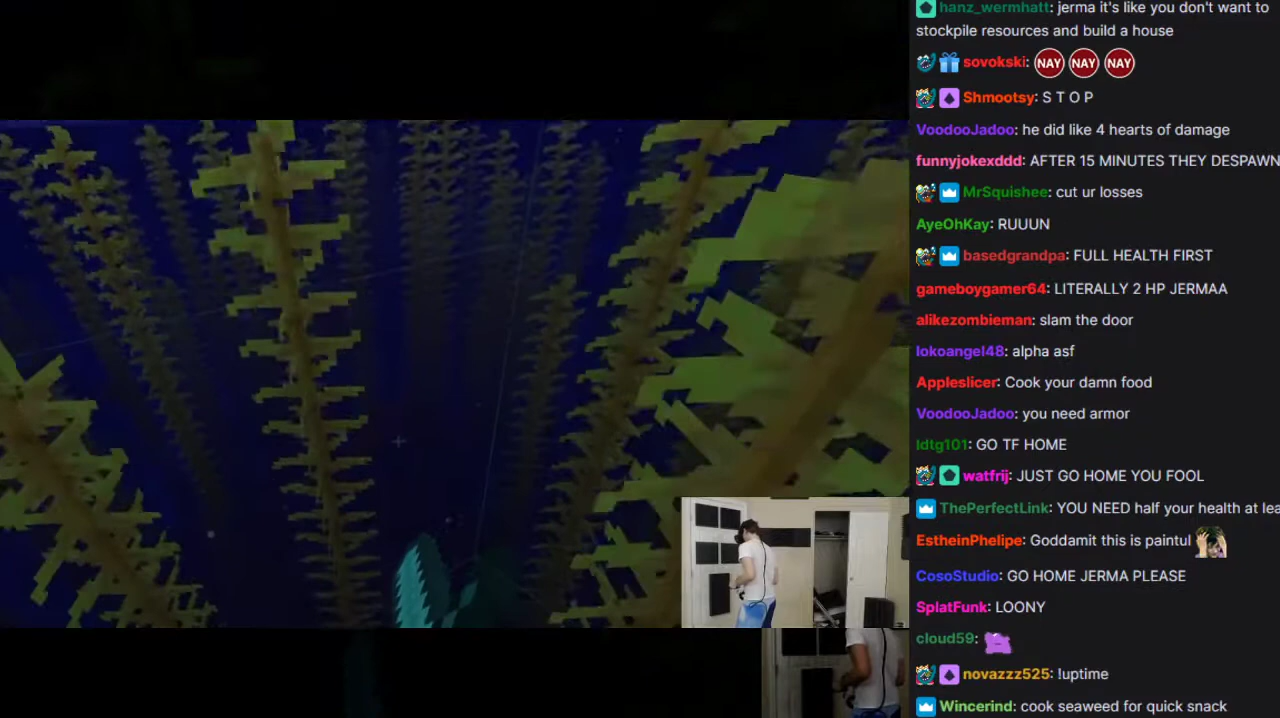 hanz_wermhatt: jerma it's like you don't want to
stockpile resources and build a house
sovokski: NAY NAY NAY
Shmootsy: S T O P
VoodooJadoo: he did like 4 hearts of damage
funnyjokexddd: AFTER 15 MINUTES THEY DESPAWN
MrSquishee: cut ur losses
AyeOhKay: RUUUN
basedgrandpa: FULL HEALTH FIRST
gameboygamer64: LITERALLY 2 HP JERMAA
alikezombieman: slam the door
lokoangel48: alpha asf
Appleslicer: Cook your damn food
VoodooJadoo: you need armor
ldtg101: GO TF HOME
watfrij: JUST GO HOME YOU FOOL
ThePerfectLink: YOU NEED half your health at lea
EstheinPhelipe: Goddamit this is paintul
CosoStudio: GO HOME JERMA PLEASE
SplatFunk: LOONY
cloud59:
novazzz525: !uptime
Wincerind: cook seaweed for quick snack